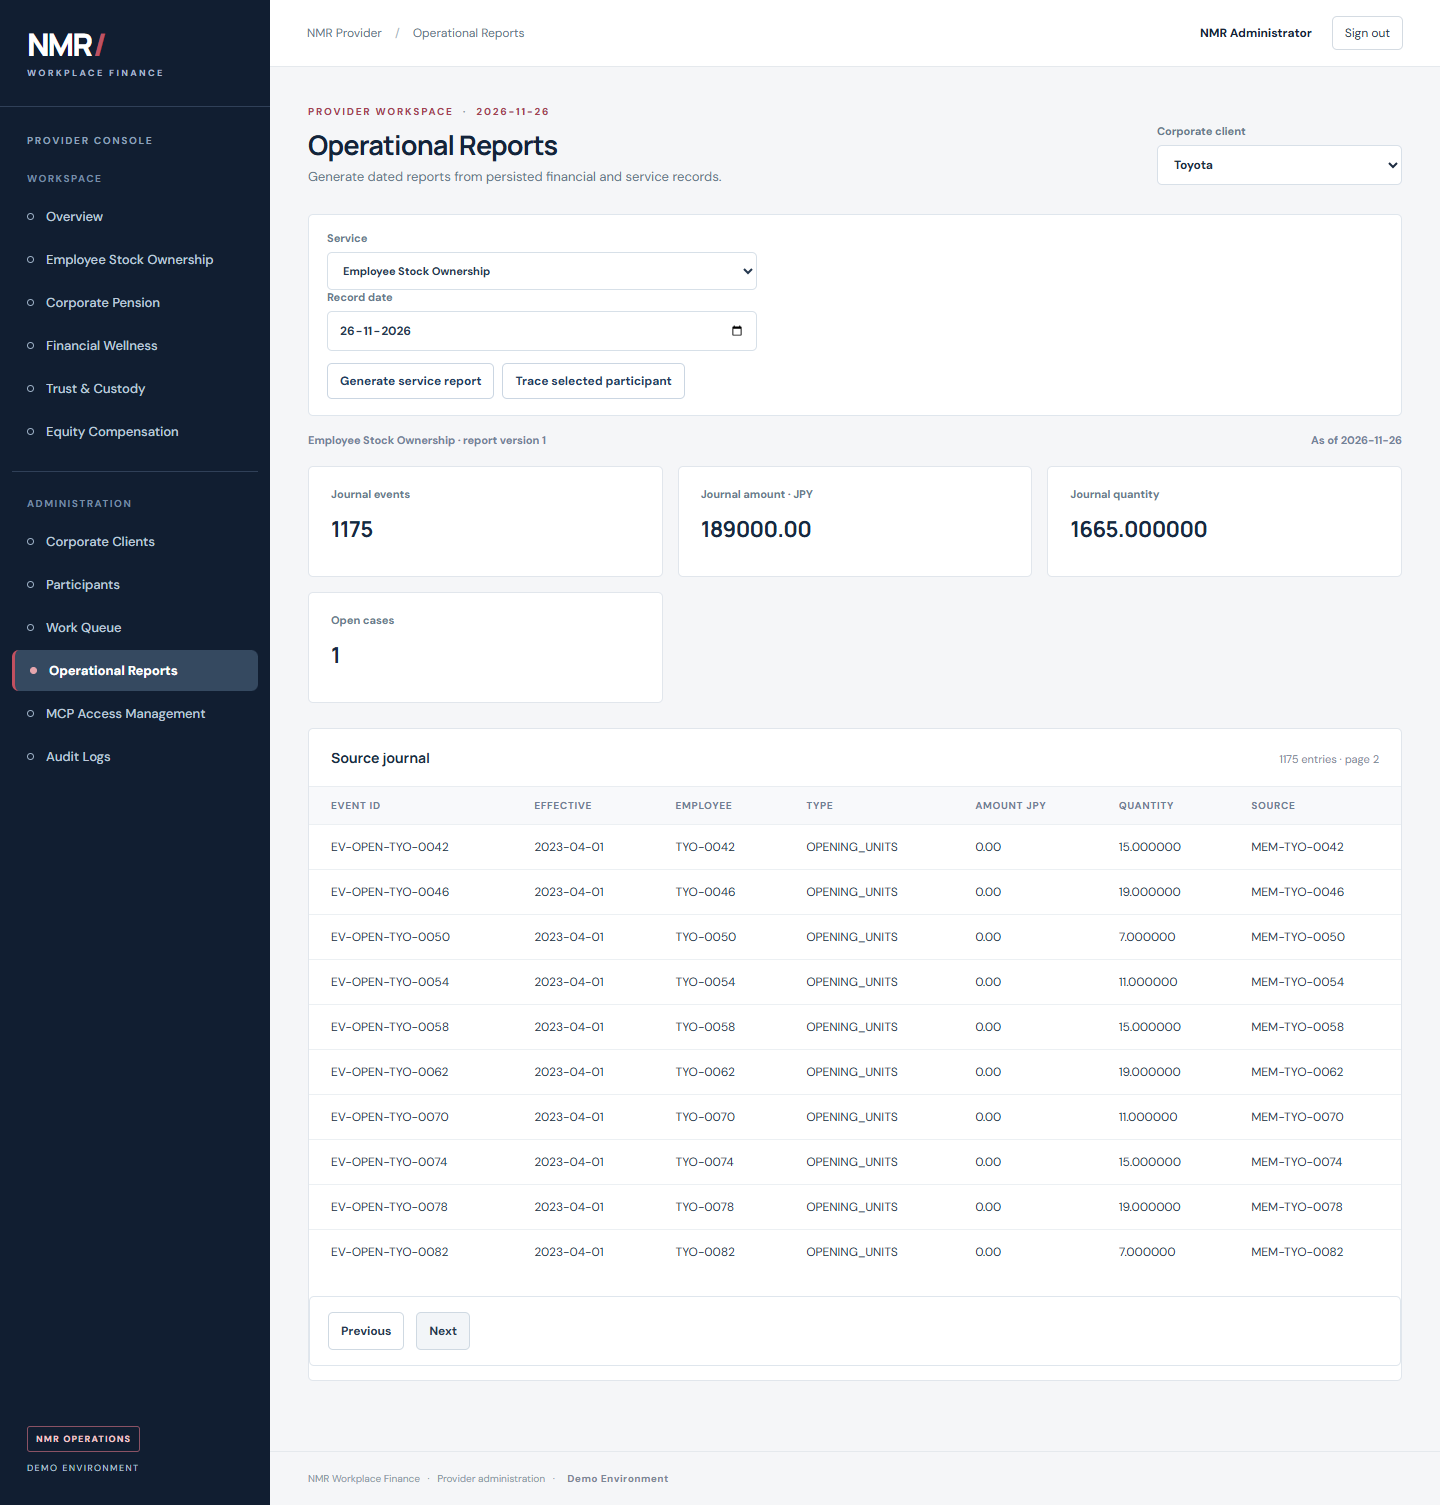 NMR/
WORKPLACE FINANCE
PROVIDER CONSOLE
WORKSPACE
Overview
Employee Stock Ownership
Corporate Pension
Financial Wellness
Trust & Custody
Equity Compensation
ADMINISTRATION
Corporate Clients
Participants
Work Queue
Operational Reports
MCP Access Management
Audit Logs
NMR OPERATIONS
DEMO ENVIRONMENT
NMR Provider / Operational Reports
NMR Administrator Sign out
PROVIDER WORKSPACE · 2026-11-26
Operational Reports
Generate dated reports from persisted financial and service records.
Corporate client
Toyota
Service
Employee Stock Ownership
Record date
26-11-2026
Generate service report Trace selected participant
Employee Stock Ownership · report version 1 As of 2026-11-26
Journal events
1175
Journal amount · JPY
189000.00
Journal quantity
1665.000000
Open cases
1
Source journal 1175 entries · page 2
EVENT ID EFFECTIVE EMPLOYEE TYPE AMOUNT JPY QUANTITY SOURCE
EV-OPEN-TYO-0042 2023-04-01 TYO-0042 OPENING_UNITS 0.00 15.000000 MEM-TYO-0042
EV-OPEN-TYO-0046 2023-04-01 TYO-0046 OPENING_UNITS 0.00 19.000000 MEM-TYO-0046
EV-OPEN-TYO-0050 2023-04-01 TYO-0050 OPENING_UNITS 0.00 7.000000 MEM-TYO-0050
EV-OPEN-TYO-0054 2023-04-01 TYO-0054 OPENING_UNITS 0.00 11.000000 MEM-TYO-0054
EV-OPEN-TYO-0058 2023-04-01 TYO-0058 OPENING_UNITS 0.00 15.000000 MEM-TYO-0058
EV-OPEN-TYO-0062 2023-04-01 TYO-0062 OPENING_UNITS 0.00 19.000000 MEM-TYO-0062
EV-OPEN-TYO-0070 2023-04-01 TYO-0070 OPENING_UNITS 0.00 11.000000 MEM-TYO-0070
EV-OPEN-TYO-0074 2023-04-01 TYO-0074 OPENING_UNITS 0.00 15.000000 MEM-TYO-0074
EV-OPEN-TYO-0078 2023-04-01 TYO-0078 OPENING_UNITS 0.00 19.000000 MEM-TYO-0078
EV-OPEN-TYO-0082 2023-04-01 TYO-0082 OPENING_UNITS 0.00 7.000000 MEM-TYO-0082
Previous Next
NMR Workplace Finance · Provider administration · Demo Environment